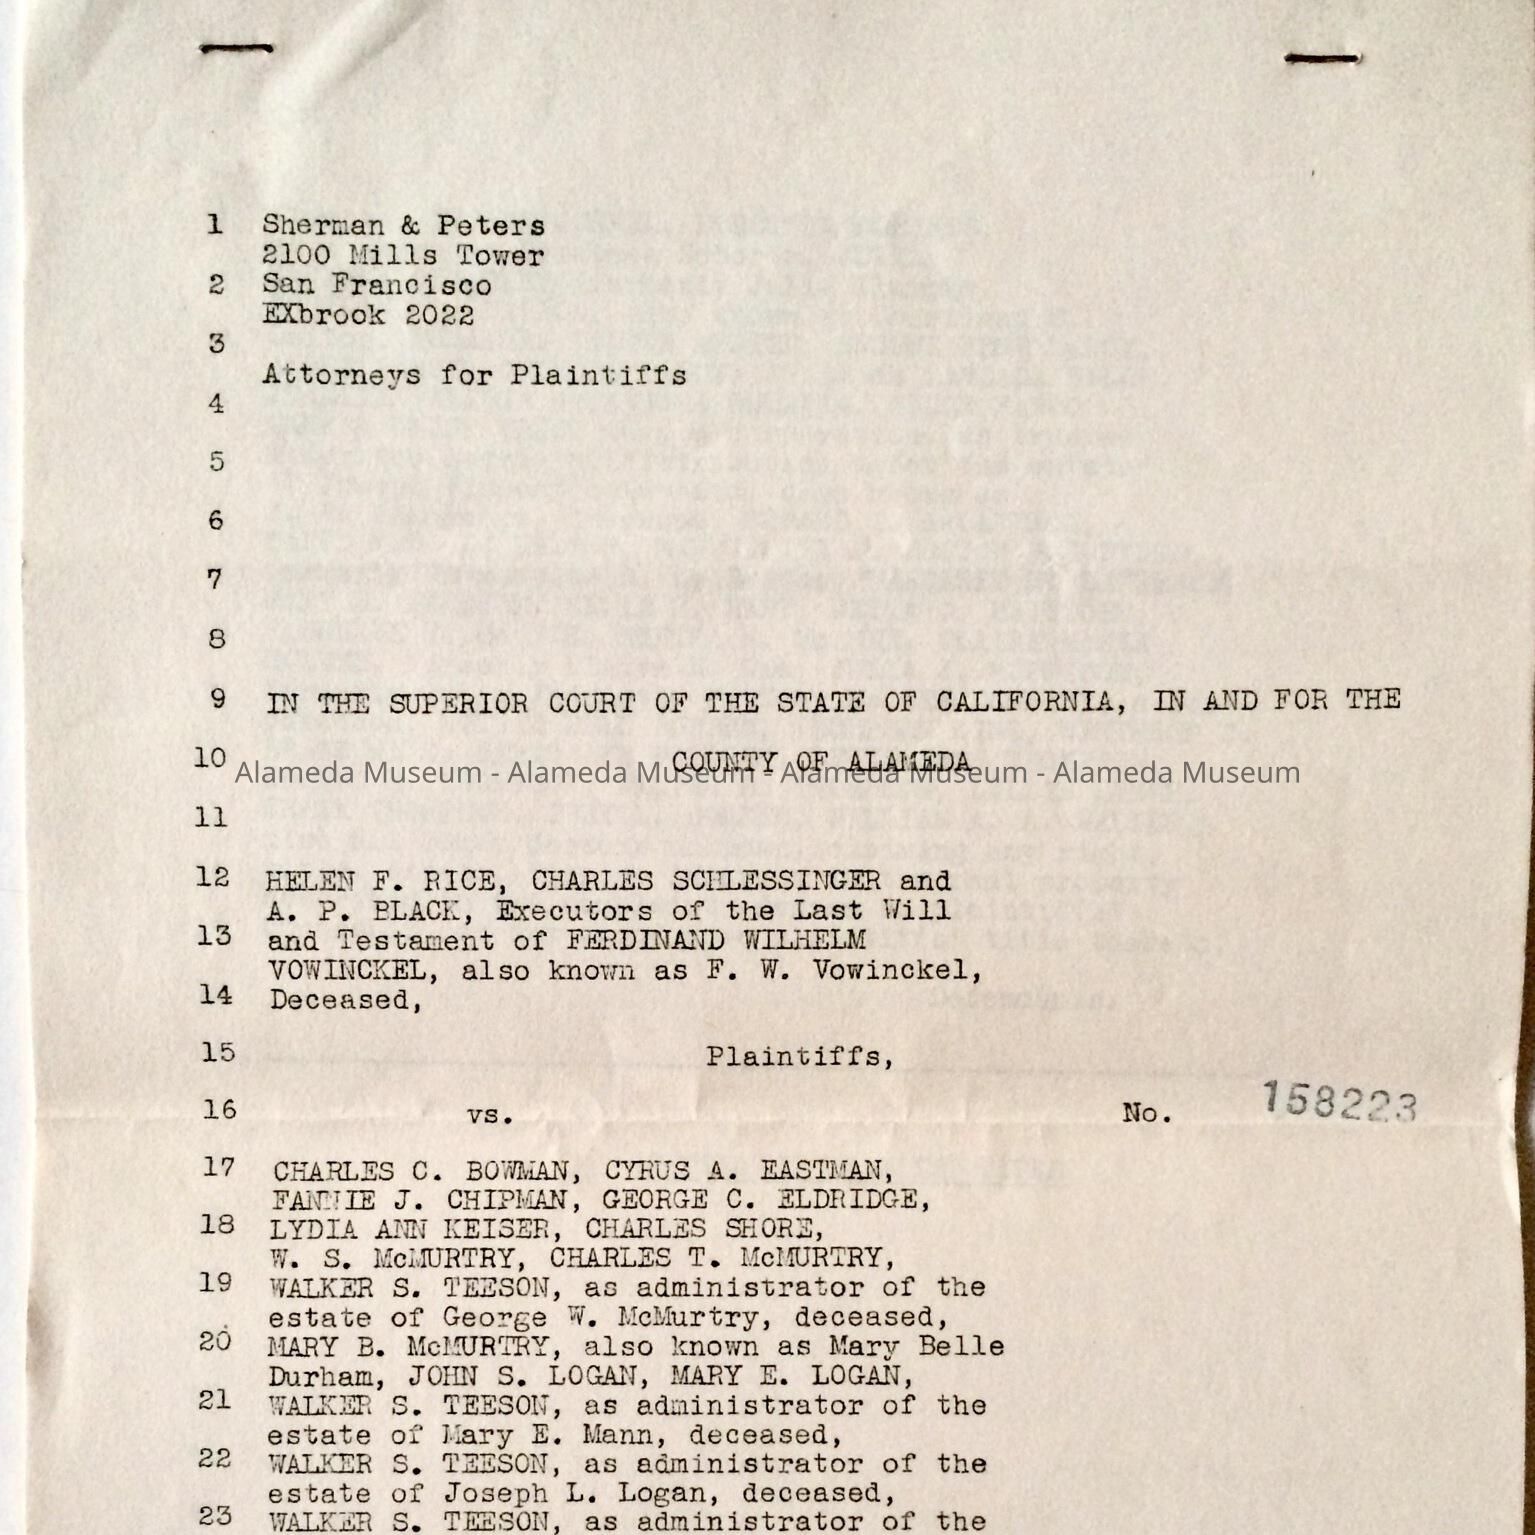 1 Sherman & Peters
2100 Mills Tower
2 San Francisco
EXbrook 2022
3
Attorneys for Plaintiffs
4
5
6
7
8
9 IN THE SUPERIOR COURT OF THE STATE OF CALIFORNIA, IN AND FOR THE
10 COUNTY OF ALAMEDA
Alameda Museum - Alameda Museum - Alameda Museum - Alameda Museum
11
12 HELEN F. RICE, CHARLES SCHLESSINGER and
A. P. BLACK, Executors of the Last Will
13 and Testament of FERDINAND WILHELM
VOWINCKEL, also known as F. W. Vowinckel,
14 Deceased,
15 Plaintiffs,
16 vs. No. 158223
17 CHARLES C. BOWMAN, CYRUS A. EASTMAN,
FANNIE J. CHIPMAN, GEORGE C. ELDRIDGE,
18 LYDIA ANN KEISER, CHARLES SHORE,
W. S. McMURTRY, CHARLES T. McMURTRY,
19 WALKER S. TEESON, as administrator of the
estate of George W. McMurtry, deceased,
20 MARY B. McMURTRY, also known as Mary Belle
Durham, JOHN S. LOGAN, MARY E. LOGAN,
21 WALKER S. TEESON, as administrator of the
estate of Mary E. Mann, deceased,
22 WALKER S. TEESON, as administrator of the
estate of Joseph L. Logan, deceased,
23 WALKER S. TEESON, as administrator of the